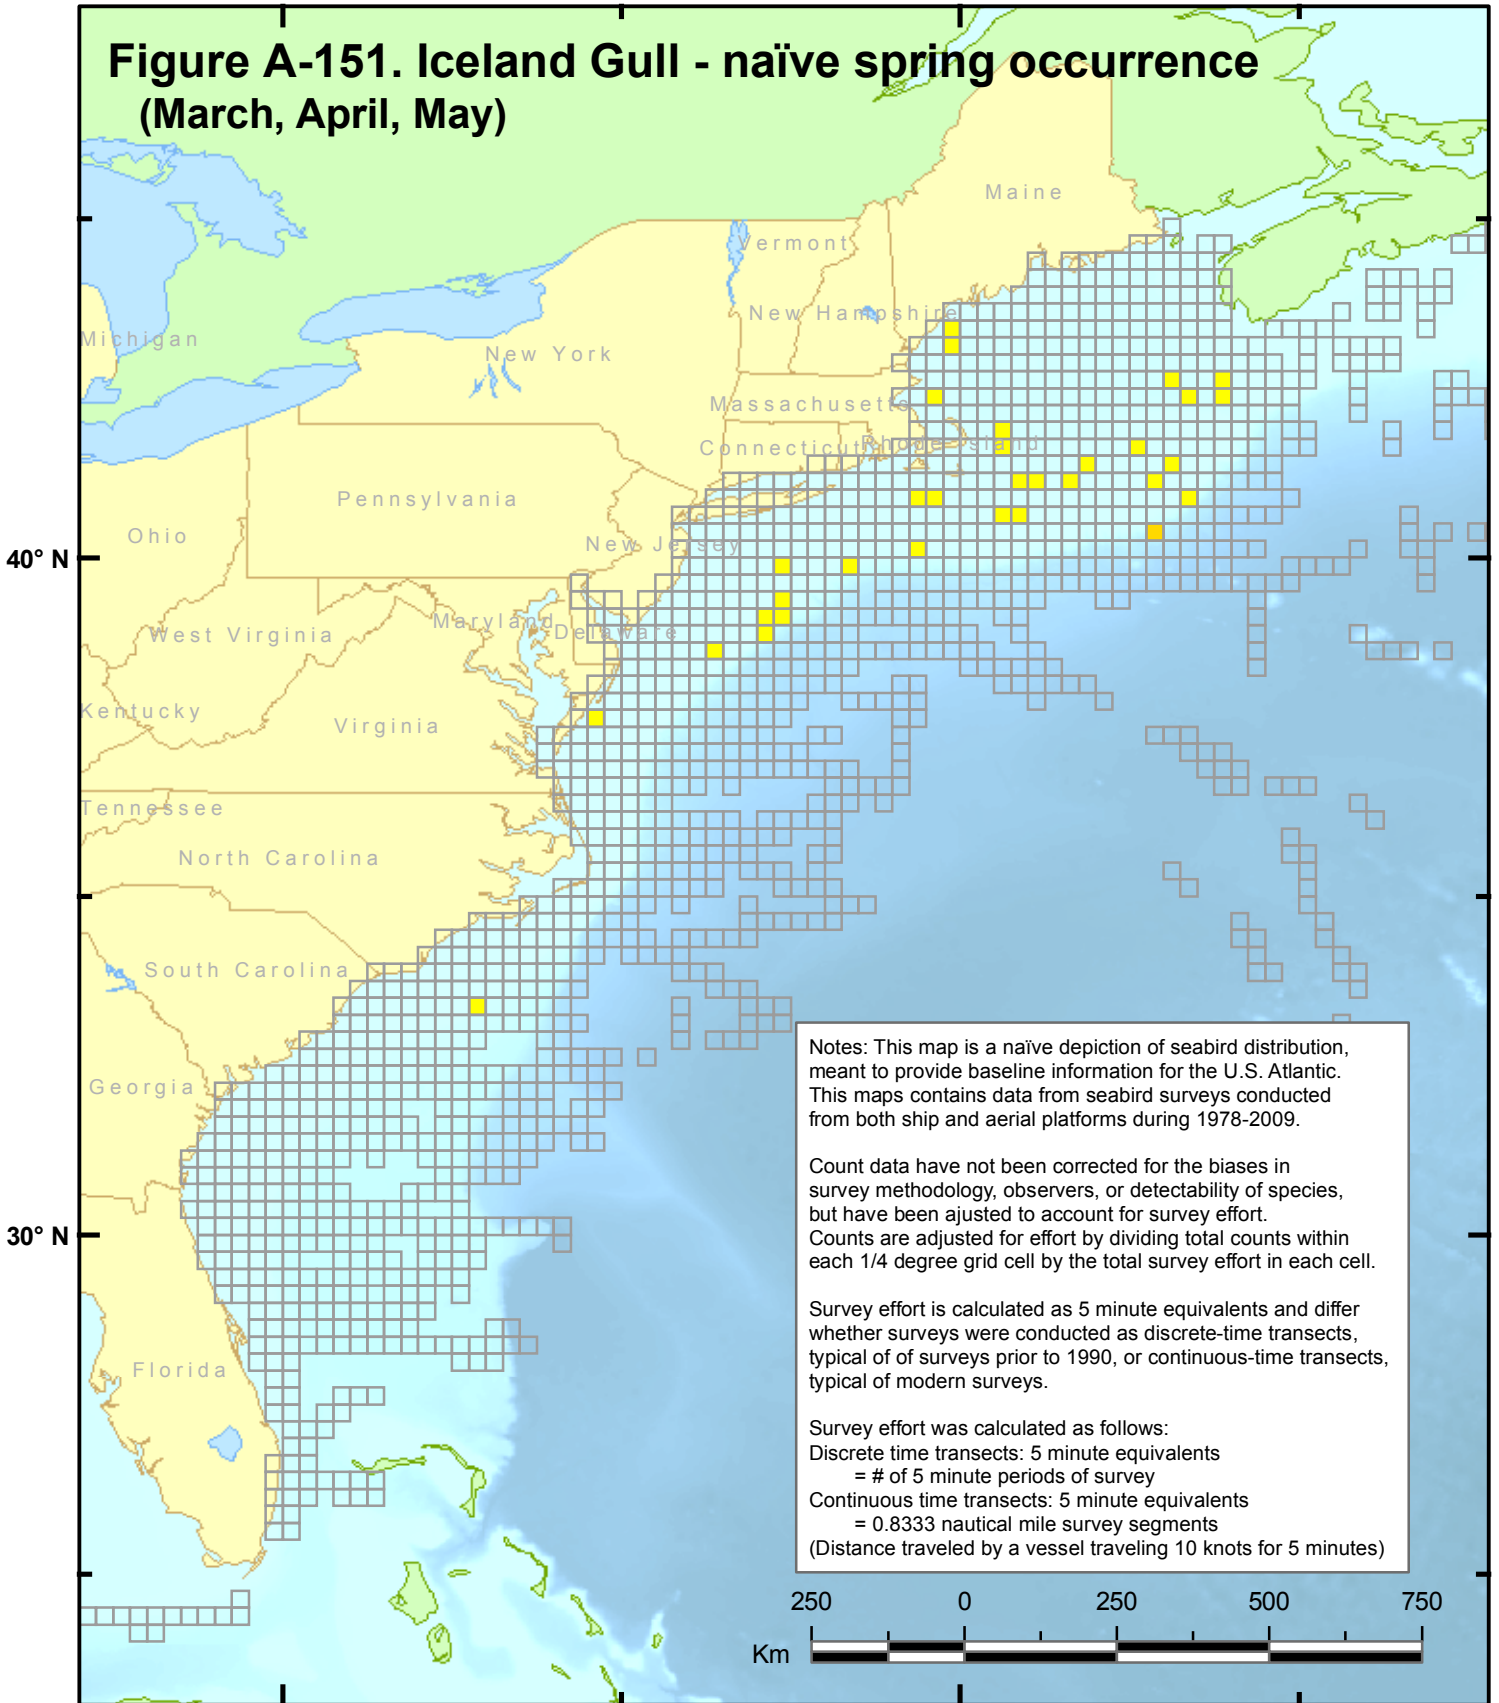 Figure A-151. Iceland Gull - naïve spring occurrence
(March, April, May)
Maine
Vermont
New Hampshire
Michigan
New York
Massachusetts
Connecticut
Rhode Island
Pennsylvania
Ohio
New Jersey
40° N
West Virginia
Maryland
Delaware
Kentucky
Virginia
Tennessee
North Carolina
South Carolina
Georgia
30° N
Florida
Notes: This map is a naïve depiction of seabird distribution,
meant to provide baseline information for the U.S. Atlantic.
This maps contains data from seabird surveys conducted
from both ship and aerial platforms during 1978-2009.
Count data have not been corrected for the biases in
survey methodology, observers, or detectability of species,
but have been ajusted to account for survey effort.
Counts are adjusted for effort by dividing total counts within
each 1/4 degree grid cell by the total survey effort in each cell.
Survey effort is calculated as 5 minute equivalents and differ
whether surveys were conducted as discrete-time transects,
typical of of surveys prior to 1990, or continuous-time transects,
typical of modern surveys.
Survey effort was calculated as follows:
Discrete time transects: 5 minute equivalents
= # of 5 minute periods of survey
Continuous time transects: 5 minute equivalents
= 0.8333 nautical mile survey segments
(Distance traveled by a vessel traveling 10 knots for 5 minutes)
250 0 250 500 750
Km